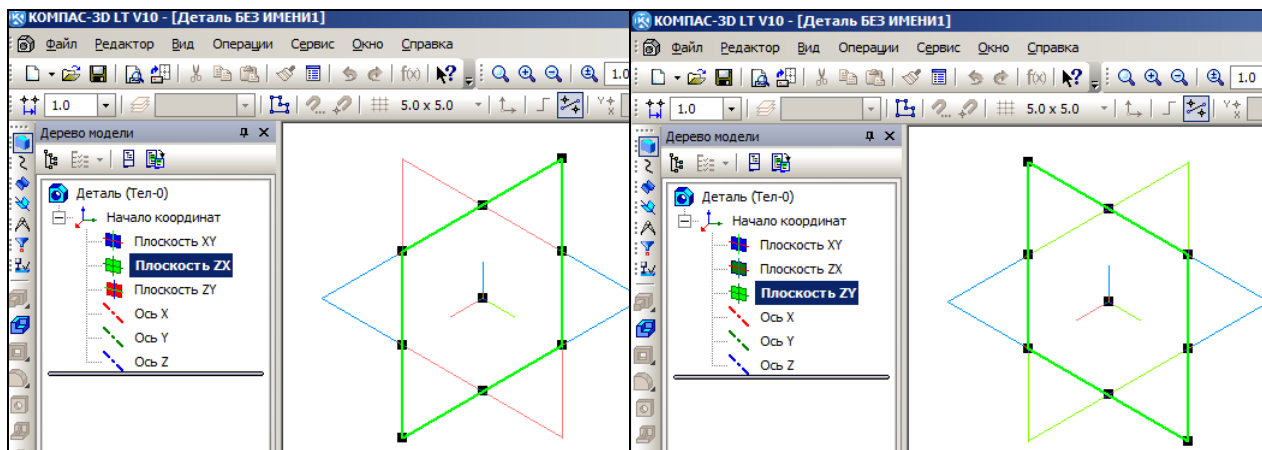 КОМПАС-3D LT V10 - [Деталь БЕЗ ИМЕНИ1]
Файл Редактор Вид Операции Сервис Окно Справка
f(x) 1.0
1.0 5.0 x 5.0 Y X
Дерево модели
Деталь (Тел-0)
Начало координат
Плоскость XY
Плоскость ZX
Плоскость ZY
Ось X
Ось Y
Ось Z
КОМПАС-3D LT V10 - [Деталь БЕЗ ИМЕНИ1]
Файл Редактор Вид Операции Сервис Окно Справка
f(x) 1.0
1.0 5.0 x 5.0 Y X
Дерево модели
Деталь (Тел-0)
Начало координат
Плоскость XY
Плоскость ZX
Плоскость ZY
Ось X
Ось Y
Ось Z